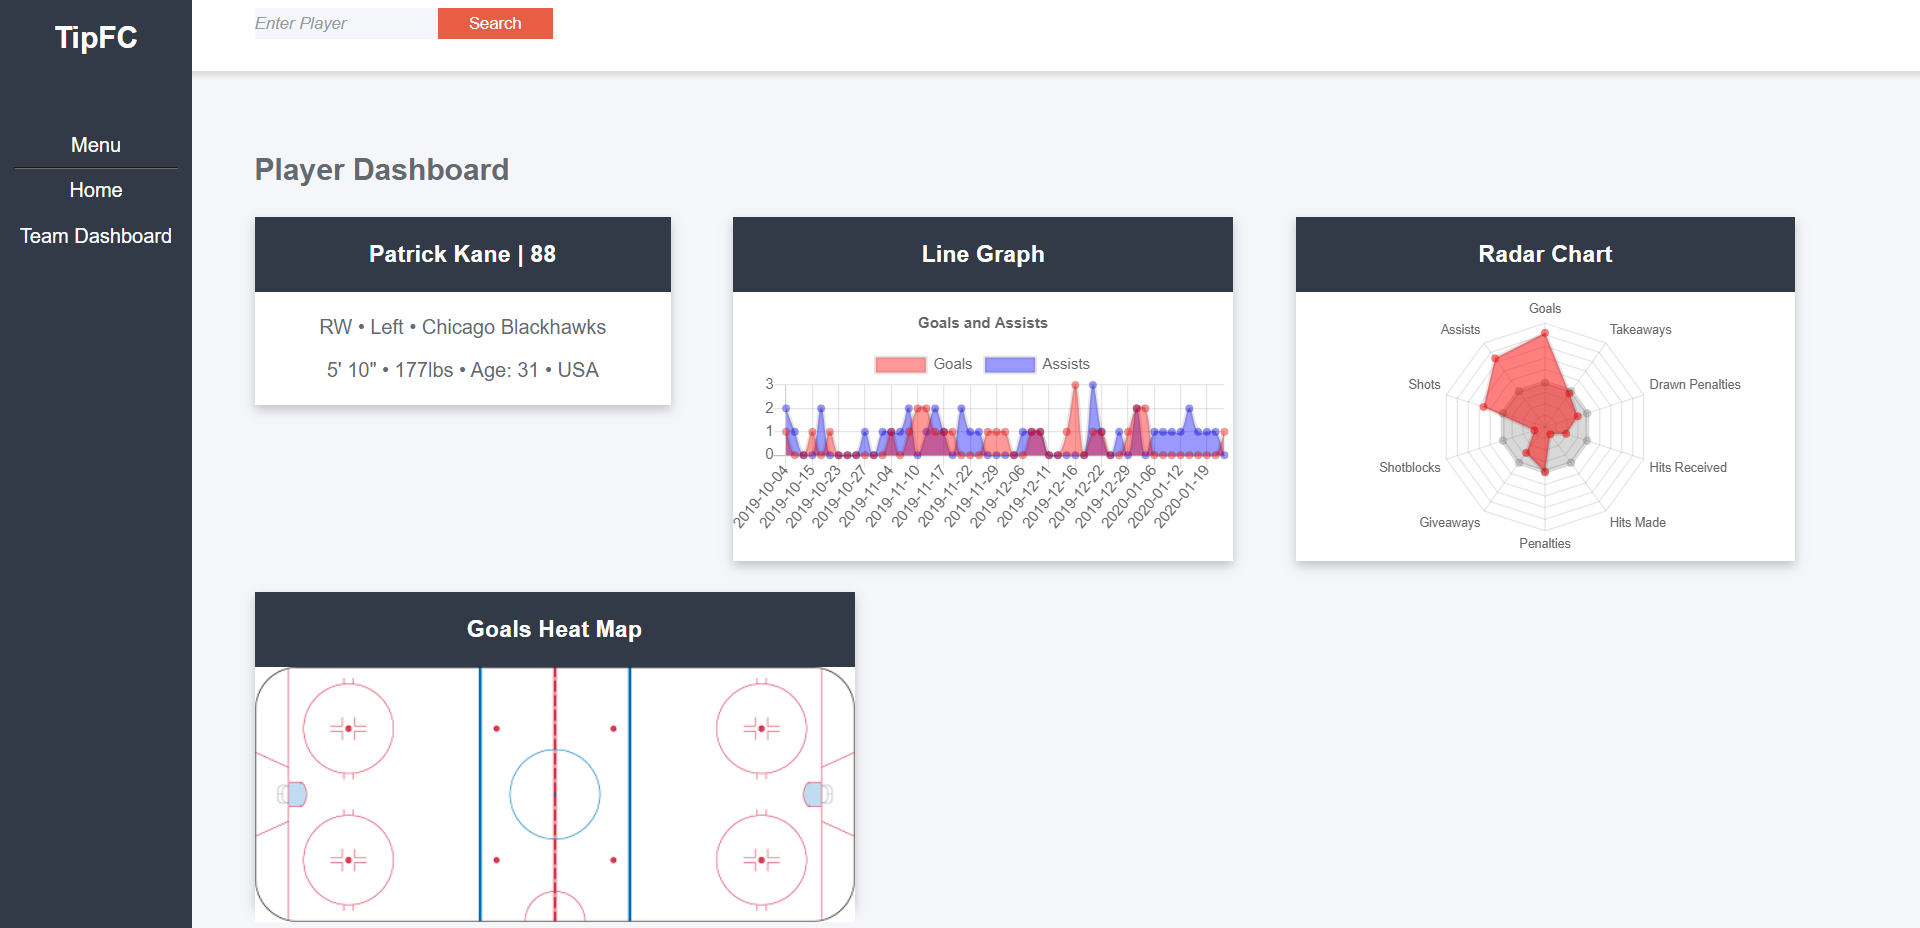 TipFC
Menu
Home
Team Dashboard
Enter Player
Search
Player Dashboard
Patrick Kane | 88
RW • Left • Chicago Blackhawks
5' 10" • 177lbs • Age: 31 • USA
Line Graph
Goals and Assists
Goals
Assists
3
2
1
0
2019-10-04
2019-10-15
2019-10-23
2019-10-27
2019-11-04
2019-11-10
2019-11-17
2019-11-22
2019-11-29
2019-12-06
2019-12-11
2019-12-16
2019-12-22
2019-12-29
2020-01-06
2020-01-12
2020-01-19
Radar Chart
Goals
Takeaways
Drawn Penalties
Hits Received
Hits Made
Penalties
Giveaways
Shotblocks
Shots
Assists
Goals Heat Map